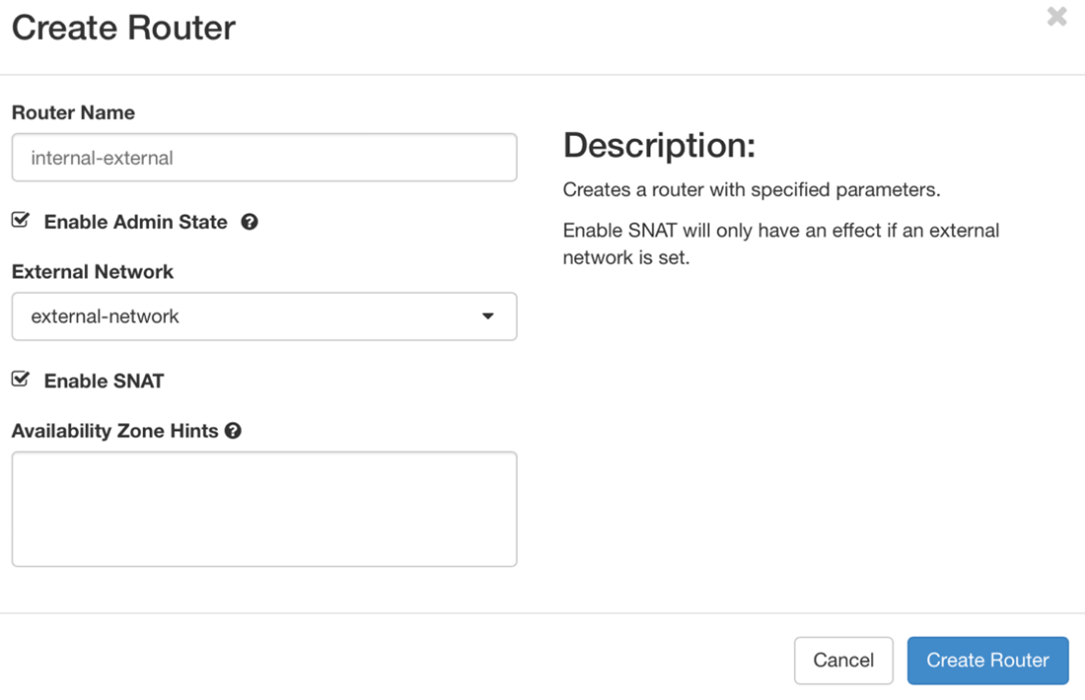 Create Router
Router Name
internal-external
Enable Admin State
External Network
external-network
Enable SNAT
Availability Zone Hints
Description:
Creates a router with specified parameters.
Enable SNAT will only have an effect if an external
network is set.
Cancel
Create Router